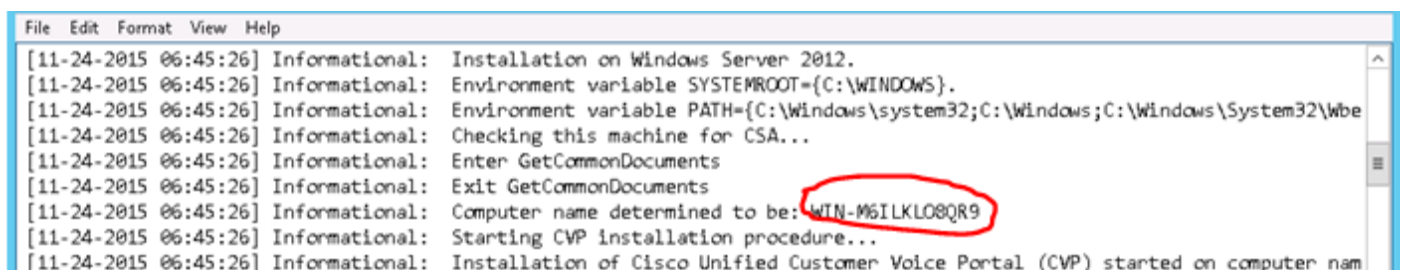 File Edit Format View Help
[11-24-2015 06:45:26] Informational: Installation on Windows Server 2012.
[11-24-2015 06:45:26] Informational: Environment variable SYSTEMROOT={C:\WINDOWS}.
[11-24-2015 06:45:26] Informational: Environment variable PATH={C:\Windows\system32;C:\Windows;C:\Windows\System32\Wbe
[11-24-2015 06:45:26] Informational: Checking this machine for CSA...
[11-24-2015 06:45:26] Informational: Enter GetCommonDocuments
[11-24-2015 06:45:26] Informational: Exit GetCommonDocuments
[11-24-2015 06:45:26] Informational: Computer name determined to be: WIN-M6ILKLO8QR9
[11-24-2015 06:45:26] Informational: Starting CVP installation procedure...
[11-24-2015 06:45:26] Informational: Installation of Cisco Unified Customer Voice Portal (CVP) started on computer nam